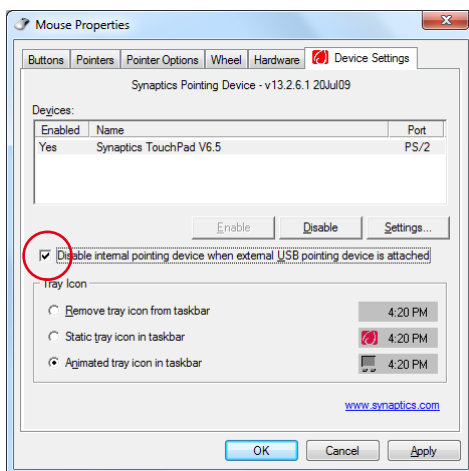 Mouse Properties
Buttons Pointers Pointer Options Wheel Hardware Device Settings
Synaptics Pointing Device - v13.2.6.1 20Jul09
Devices:
Enabled Name Port
Yes Synaptics TouchPad V6.5 PS/2
Enable Disable Settings...
Disable internal pointing device when external USB pointing device is attached
Tray Icon
Remove tray icon from taskbar 4:20 PM
Static tray icon in taskbar 4:20 PM
Animated tray icon in taskbar 4:20 PM
www.synaptics.com
OK Cancel Apply